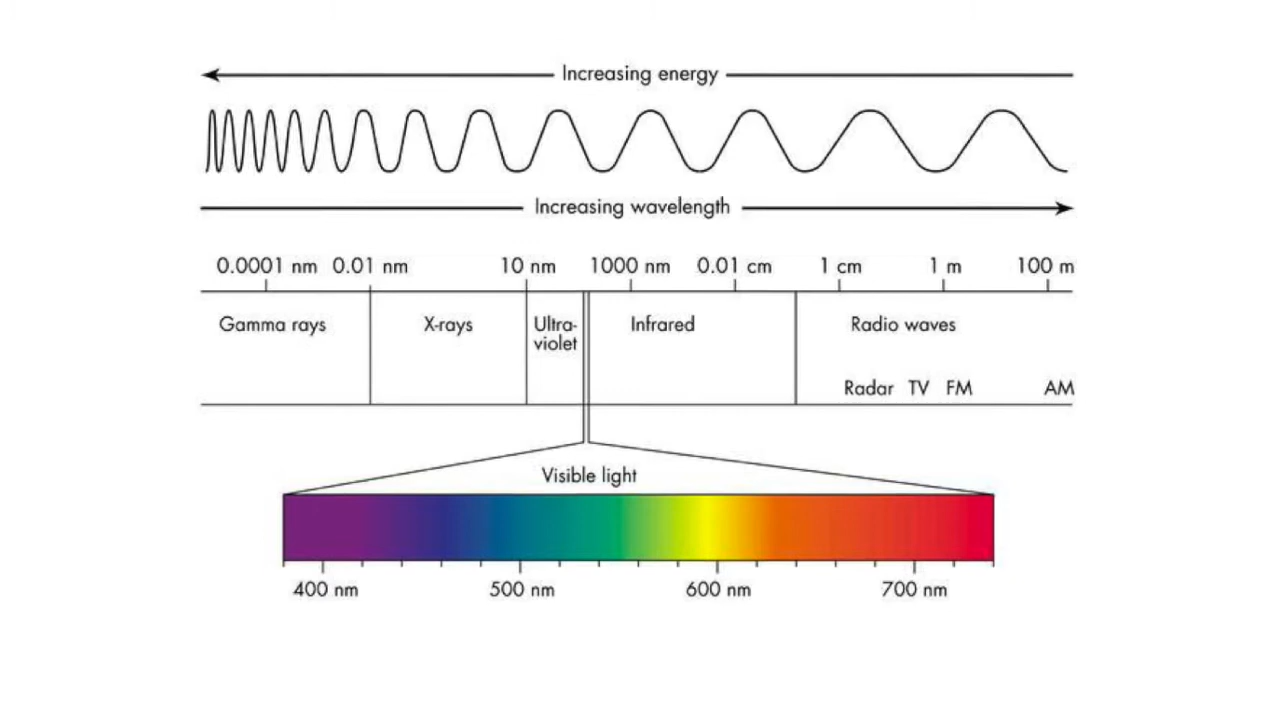 Increasing energy
Increasing wavelength
0.0001 nm 0.01 nm 10 nm 1000 nm 0.01 cm 1 cm 1 m 100 m
Gamma rays X-rays Ultra- Infrared Radio waves
violet
Radar TV FM AM
Visible light
400 nm 500 nm 600 nm 700 nm